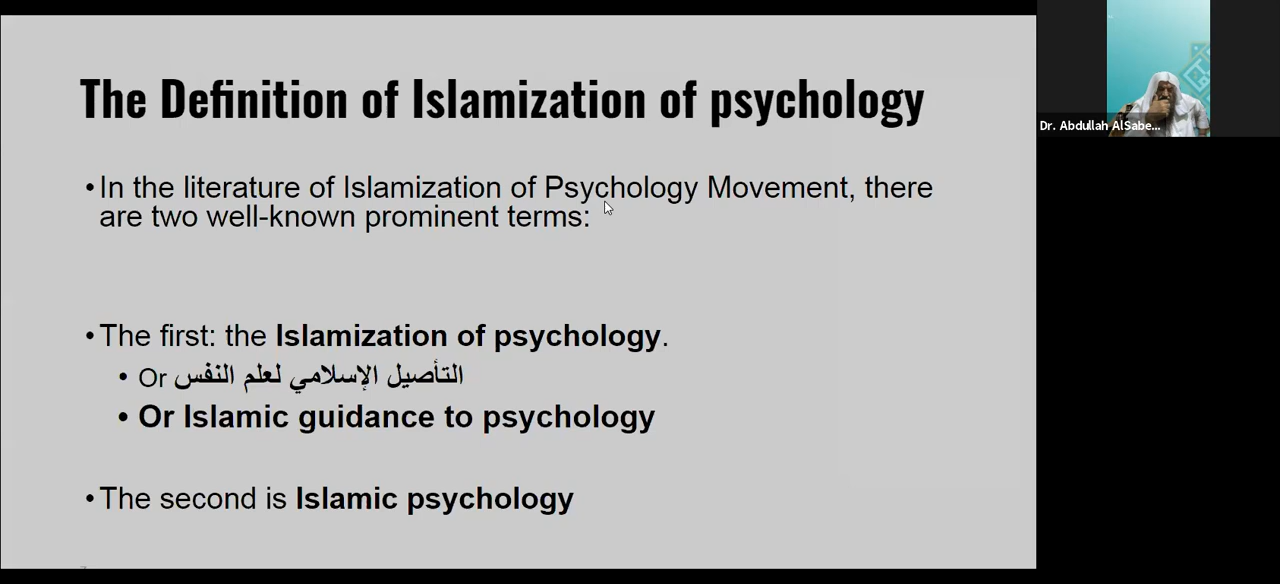 The Definition of Islamization of psychology
•In the literature of Islamization of Psychology Movement, there
are two well-known prominent terms:
•The first: the Islamization of psychology.
• Or التأصيل الإسلامي لعلم النفس
• Or Islamic guidance to psychology
•The second is Islamic psychology
Dr. Abdullah AlSabe...